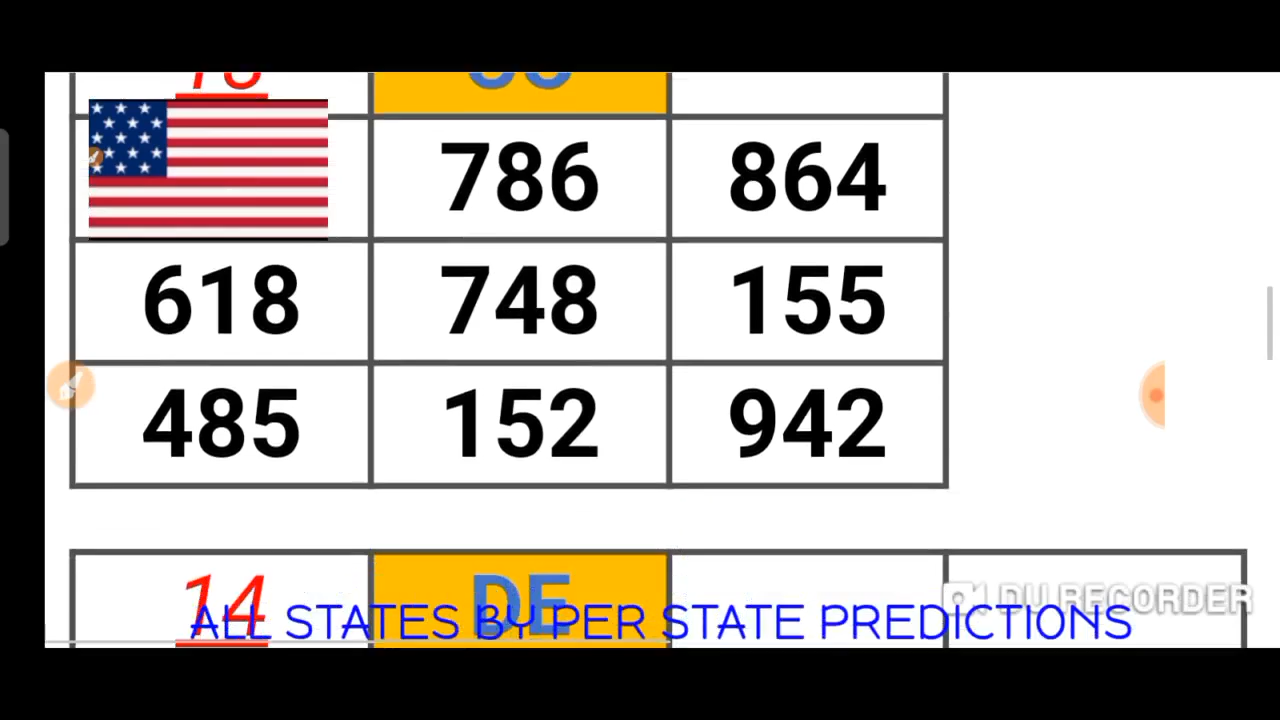 786 864
618 748 155
485 152 942
14 DE
ALL STATES BY PER STATE PREDICTIONS
DU RECORDER